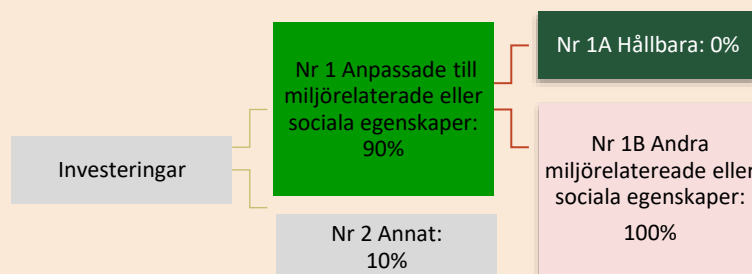 Investeringar
Nr 1 Anpassade till
miljörelaterade eller
sociala egenskaper:
90%
Nr 2 Annat:
10%
Nr 1A Hållbara: 0%
Nr 1B Andra
miljörelatereade eller
sociala egenskaper:
100%